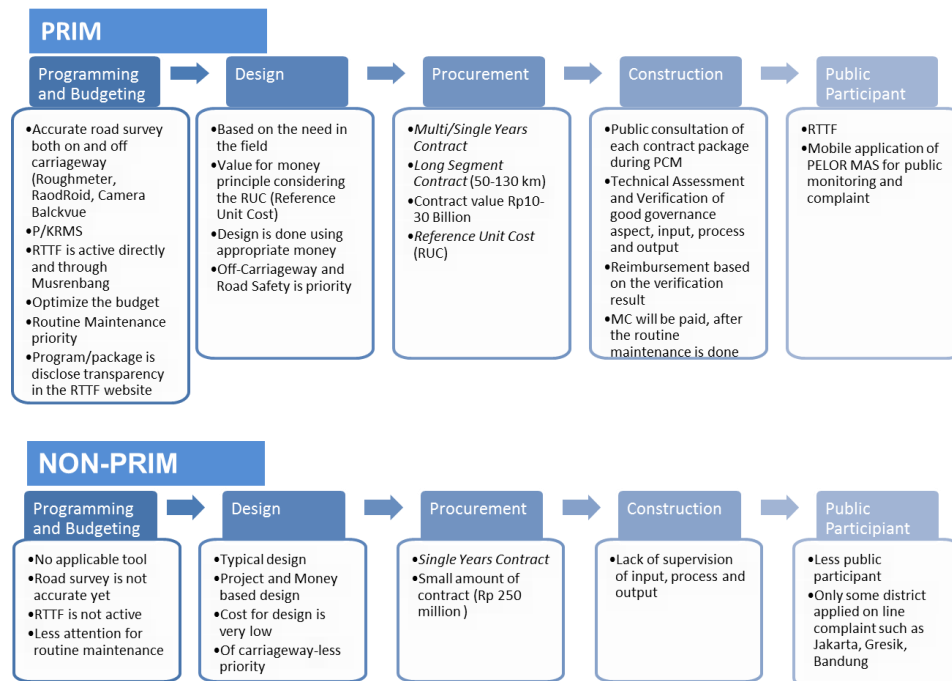 PRIM
Programming
and Budgeting
•Accurate road survey
both on and off
carriageway
(Roughmeter,
RaodRoid, Camera
Balckvue
•P/KRMS
•RTTF is active directly
and through
Musrenbang
•Optimize the budget
•Routine Maintenance
priority
•Program/package is
disclose transparency
in the RTTF website
Design
•Based on the need in
the field
•Value for money
principle considering
the RUC (Reference
Unit Cost)
•Design is done using
appropriate money
•Off-Carriageway and
Road Safety is priority
Procurement
•Multi/Single Years
Contract
•Long Segment
Contract (50-130 km)
•Contract value Rp10-
30 Billion
•Reference Unit Cost
(RUC)
Construction
•Public consultation of
each contract package
during PCM
•Technical Assessment
and Verification of
good governance
aspect, input, process
and output
•Reimbursement based
on the verification
result
•MC will be paid, after
the routine
maintenance is done
Public
Participant
•RTTF
•Mobile application of
PELOR MAS for public
monitoring and
complaint
NON-PRIM
Programming
and Budgeting
•No applicable tool
•Road survey is not
accurate yet
•RTTF is not active
•Less attention for
routine maintenance
Design
•Typical design
•Project and Money
based design
•Cost for design is
very low
•Of carriageway-less
priority
Procurement
•Single Years Contract
•Small amount of
contract (Rp 250
million )
Construction
•Lack of supervision
of input, process and
output
Public
Participiant
•Less public
participant
•Only some district
applied on line
complaint such as
Jakarta, Gresik,
Bandung